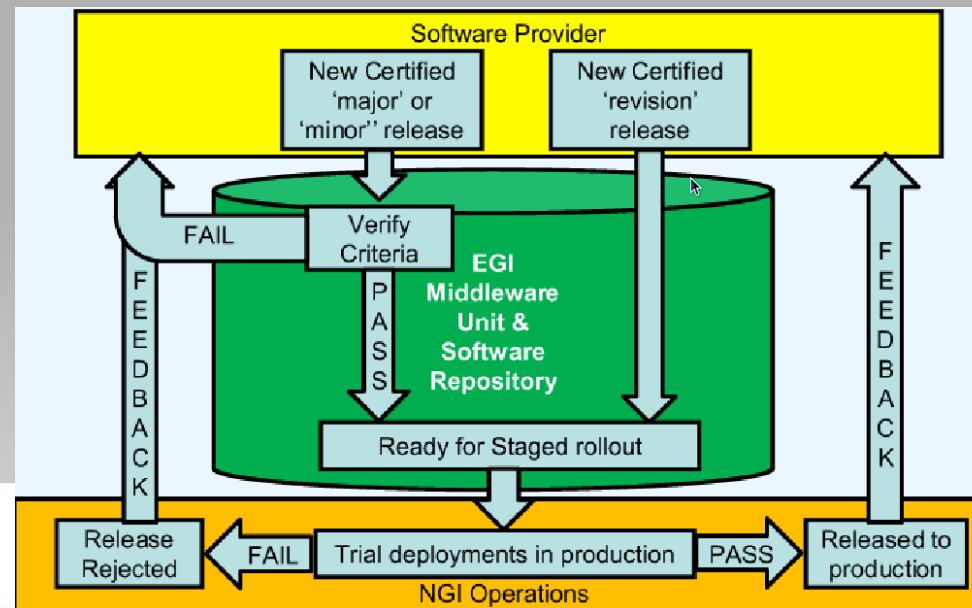 Software Provider
New Certified
‘major’ or
‘minor’’ release
New Certified
‘revision’
release
Verify
Criteria
FAIL
PASS
EGI
Middleware
Unit &
Software
Repository
FEEDBACK
FEEDBACK
Ready for Staged rollout
Release
Rejected
FAIL
Trial deployments in production
PASS
Released to
production
NGI Operations